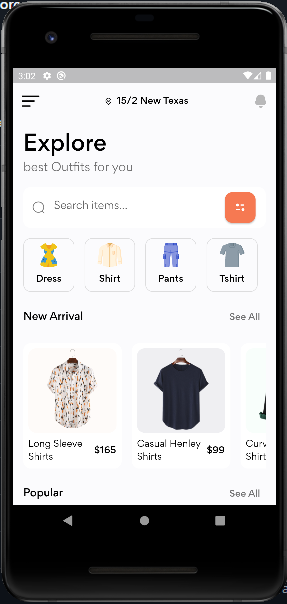 3:02
15/2 New Texas
Explore
best Outfits for you
Search items...
Dress
Shirt
Pants
Tshirt
New Arrival
See All
Long Sleeve
Shirts
$165
Casual Henley
Shirts
$99
Curv
Shirt
Popular
See All